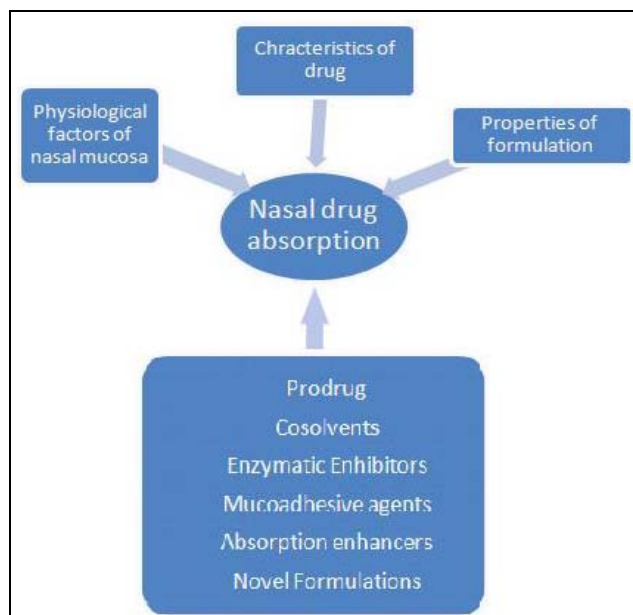 Chracteristics of
drug
Physiological
factors of
nasal mucosa
Properties of
formulation
Nasal drug
absorption
Prodrug
Cosolvents
Enzymatic Enhibitors
Mucoadhesive agents
Absorption enhancers
Novel Formulations